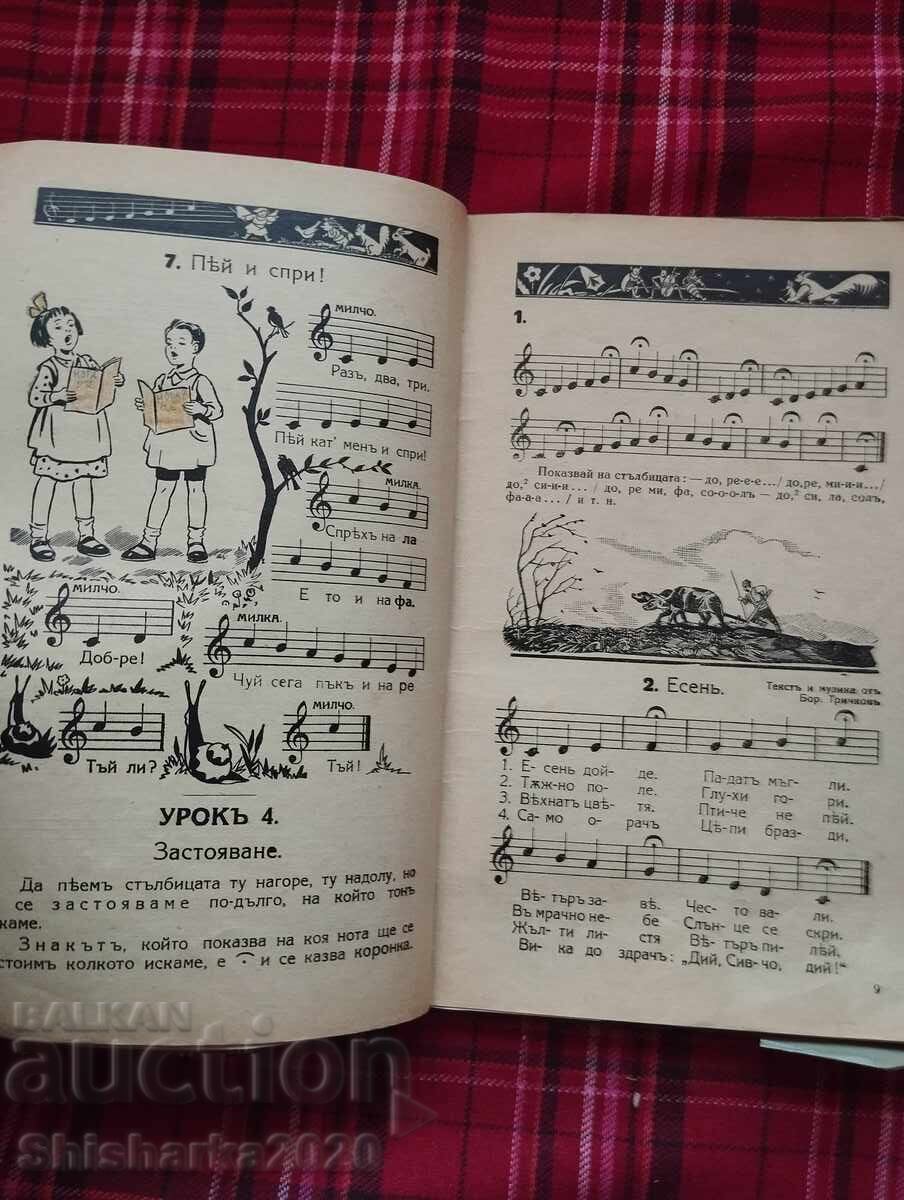 7. Пѣй и спри!
МИЛЧО.
Разъ, два, три.
Пѣй кат' менъ и спри!
МИЛКА.
Спрѣхъ на ла
Е то и на фа.
МИЛЧО.
Доб-ре!
МИЛКА.
Чуй сега пъкъ и на ре
Тъй ли?
МИЛЧО.
Тъй!
УРОКЪ 4.
Застояване.
Да пѣемъ стълбицата ту нагоре, ту надолу, но
се застояваме по-дълго, на който тонъ
каме.
Знакътъ, който показва на коя нота ще се
стоимъ колкото искаме, е и се казва коронка.
1.
Показвай на стълбицата: — до, ре-е-е.../ до, ре, ми-и-и.../
до,² си-и-и.../ до, ре ми, фа, со-о-олъ — до,² си, ла, солъ,
фа-а-а.../ и т. н.
2. Есень.
Текстъ и музика отъ
Бор. Тричковъ
1. Е- сень дой- де. Па-датъ мъг- ли.
2. Тѫж-но по- ле. Глу-хи го- ри.
3. Вѣхнатъ цвѣ- тя. Пти-че не пѣй.
4. Са- мо о- рачъ Цѣ-пи браз- ди,
Вѣ- търъ за- вѣ. Чес- то ва- ли.
Въ мрачно не- бе Слън- це се скри.
Жъл- ти ли- стя Вѣ- търъ пи- лѣй.
Ви- ка до здрачъ: „Дий, Сив- чо, дий!"
9
BALKAN
auction
Shisharka2020